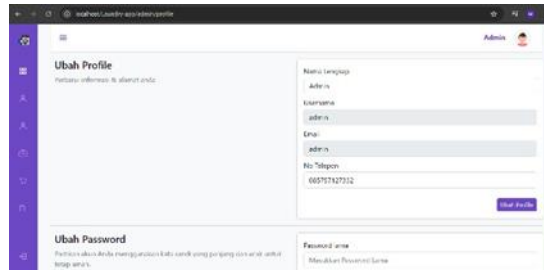 localhost/laundry-app/admin/profile
Admin
Ubah Profile
Perbarui informasi & alamat anda
Nama Lengkap
Admin
Username
admin
Email
admin
No Telepon
Ubah Profile
Ubah Password
Pastikan akun Anda menggunakan kata sandi yang panjang dan acak untuk
tetap aman.
Password lama
Masukkan Password Lama